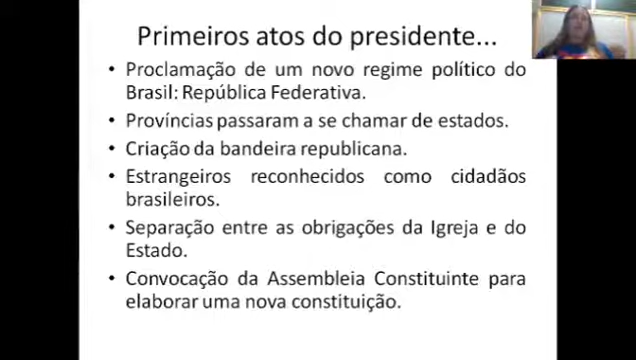 Primeiros atos do presidente...
• Proclamação de um novo regime político do
Brasil: República Federativa.
• Províncias passaram a se chamar de estados.
• Criação da bandeira republicana.
• Estrangeiros reconhecidos como cidadãos
brasileiros.
• Separação entre as obrigações da Igreja e do
Estado.
• Convocação da Assembleia Constituinte para
elaborar uma nova constituição.